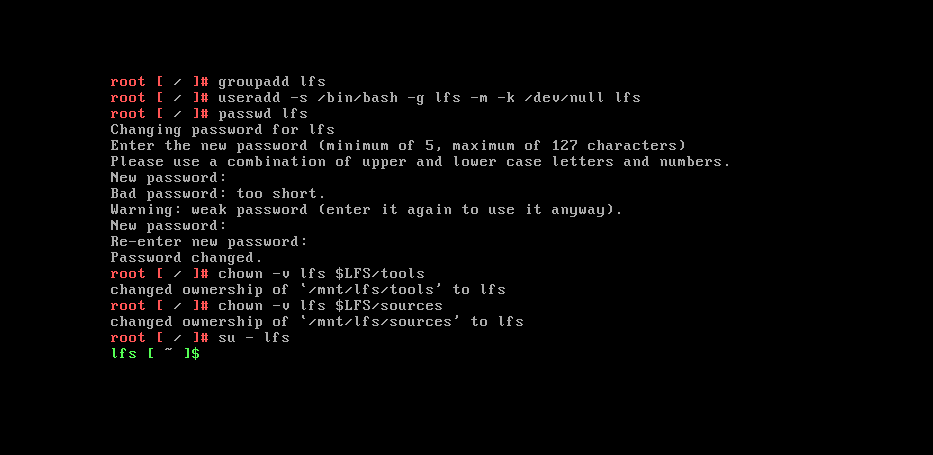 root [ / ]# groupadd lfs
root [ / ]# useradd -s /bin/bash -g lfs -m -k /dev/null lfs
root [ / ]# passwd lfs
Changing password for lfs
Enter the new password (minimum of 5, maximum of 127 characters)
Please use a combination of upper and lower case letters and numbers.
New password:
Bad password: too short.
Warning: weak password (enter it again to use it anyway).
New password:
Re-enter new password:
Password changed.
root [ / ]# chown -v lfs $LFS/tools
changed ownership of `/mnt/lfs/tools' to lfs
root [ / ]# chown -v lfs $LFS/sources
changed ownership of `/mnt/lfs/sources' to lfs
root [ / ]# su - lfs
lfs [ ~ ]$